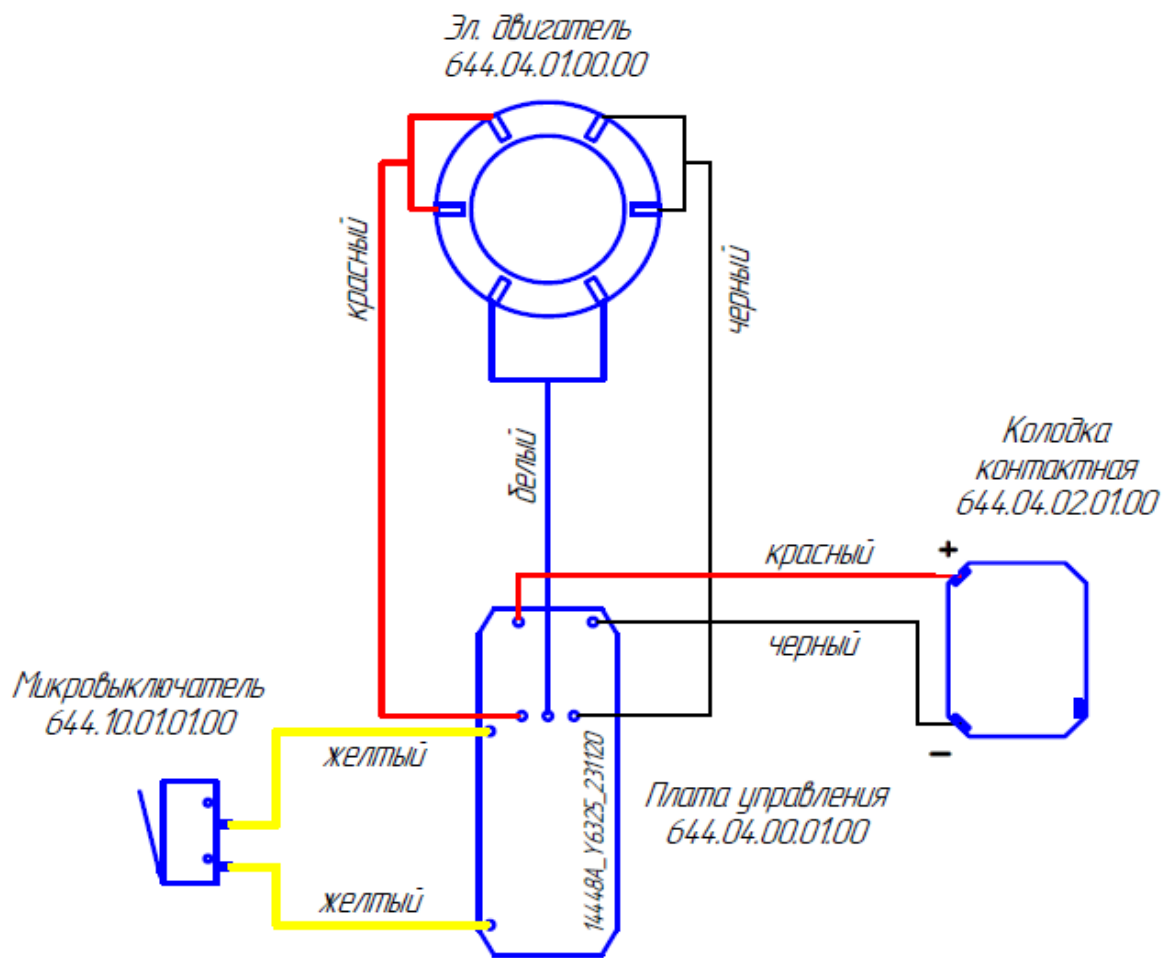 Эл. двигатель
644.04.01.00.00
красный
черный
белый
Колодка
контактная
644.04.02.01.00
+
красный
черный
−
Микровыключатель
644.10.01.01.00
желтый
желтый
14448A_Y6325_231120
Плата управления
644.04.00.01.00